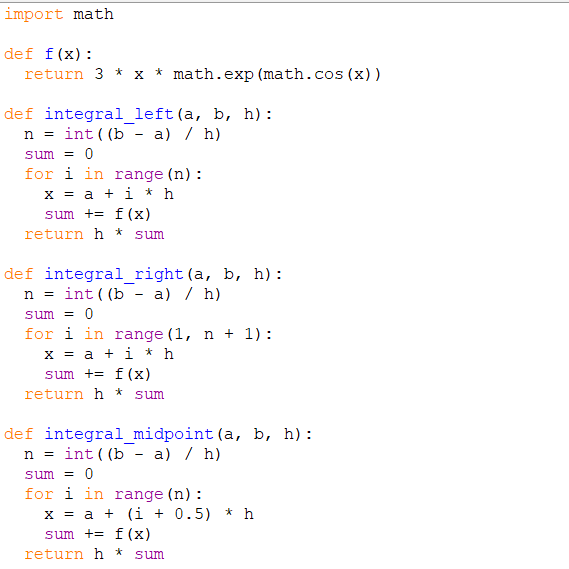 import math

def f(x):
  return 3 * x * math.exp(math.cos(x))

def integral_left(a, b, h):
  n = int((b - a) / h)
  sum = 0
  for i in range(n):
    x = a + i * h
    sum += f(x)
  return h * sum

def integral_right(a, b, h):
  n = int((b - a) / h)
  sum = 0
  for i in range(1, n + 1):
    x = a + i * h
    sum += f(x)
  return h * sum

def integral_midpoint(a, b, h):
  n = int((b - a) / h)
  sum = 0
  for i in range(n):
    x = a + (i + 0.5) * h
    sum += f(x)
  return h * sum